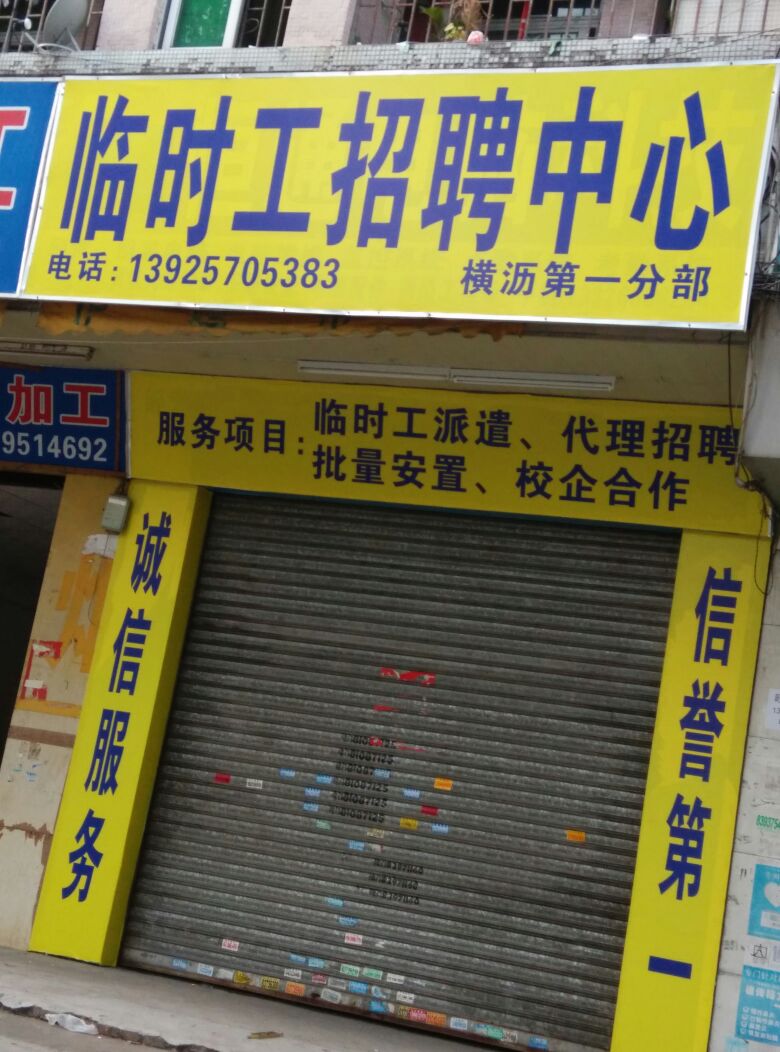 临时工招聘中心
电话：13925705383
横沥第一分部
加工
9514692
服务项目：临时工派遣、代理招聘
批量安置、校企合作
诚信服务
信誉第一